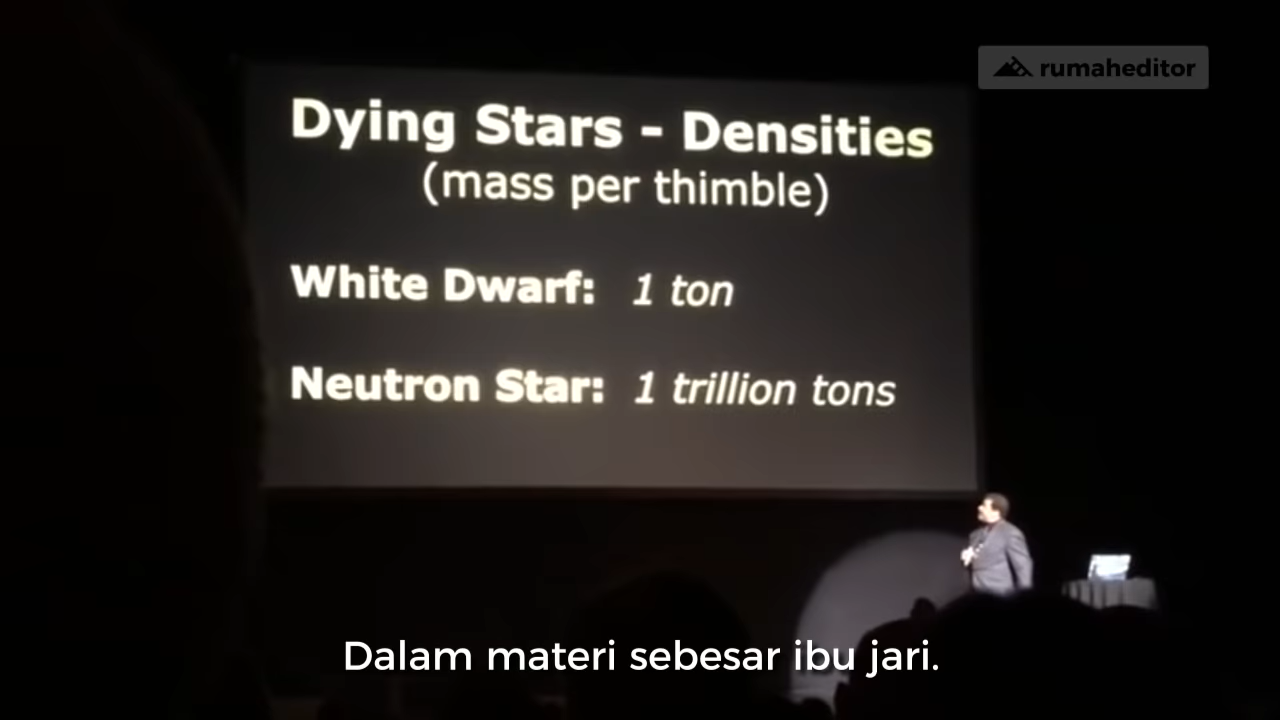 rumaheditor
Dying Stars - Densities
(mass per thimble)
White Dwarf: 1 ton
Neutron Star: 1 trillion tons
Dalam materi sebesar ibu jari.